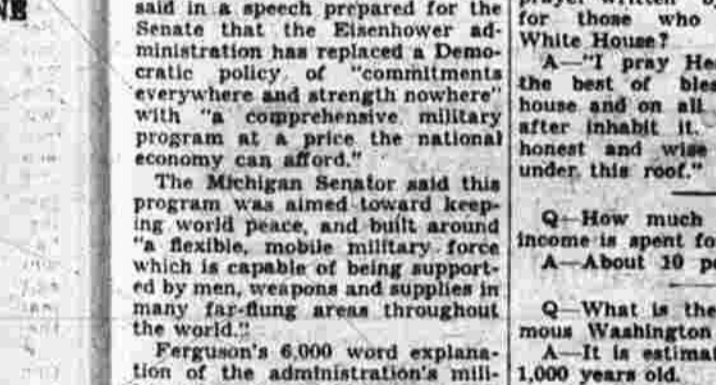 NE
said in a speech prepared for the
Senate that the Eisenhower ad-
ministration has replaced a Demo-
cratic policy of "commitments
everywhere and strength nowhere"
with "a comprehensive military
program at a price the national
economy can afford."
The Michigan Senator said this
program was aimed toward keep-
ing world peace, and built around
"a flexible, mobile military force
which is capable of being support-
ed by men, weapons and supplies in
many far-flung areas throughout
the world."
Ferguson's 6,000 word explana-
tion of the administration's mili-
for those who
White House?
A—"I pray
the best of
house and on all
after inhabit it.
honest and wise
under this roof."
Q—How much
income is spent
A—About 10
Q—What is the
mous Washington
A—It is
1,000 years old.